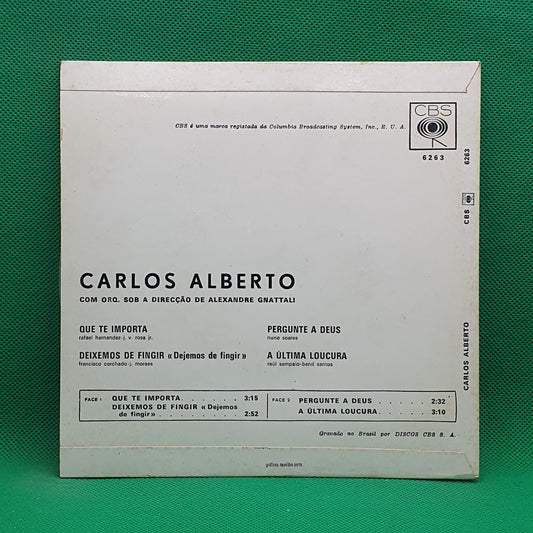 CBS é uma marca registada da Columbia Broadcasting System, Inc., E. U. A.
CBS
6263
CARLOS ALBERTO
COM ORQ. SOB A DIRECÇÃO DE ALEXANDRE GNATTALI
QUE TE IMPORTA
rafael hernandez-j. v. rosa jr.
DEIXEMOS DE FINGIR «Dejemos de fingir»
francisco corchado-j. moraes
PERGUNTE A DEUS
nuno soares
A ÚLTIMA LOUCURA
raúl sampaio-benil santos
FACE 1
QUE TE IMPORTA. . . . . . 3:15
DEIXEMOS DE FINGIR «Dejemos
de fingir» . . . . . . . . 2:52
FACE 2
PERGUNTE A DEUS . . . . . 2:32
A ÚLTIMA LOUCURA. . . . . 3:10
Gravado no Brasil por DISCOS CBS S. A.
CARLOS ALBERTO
CBS
6263